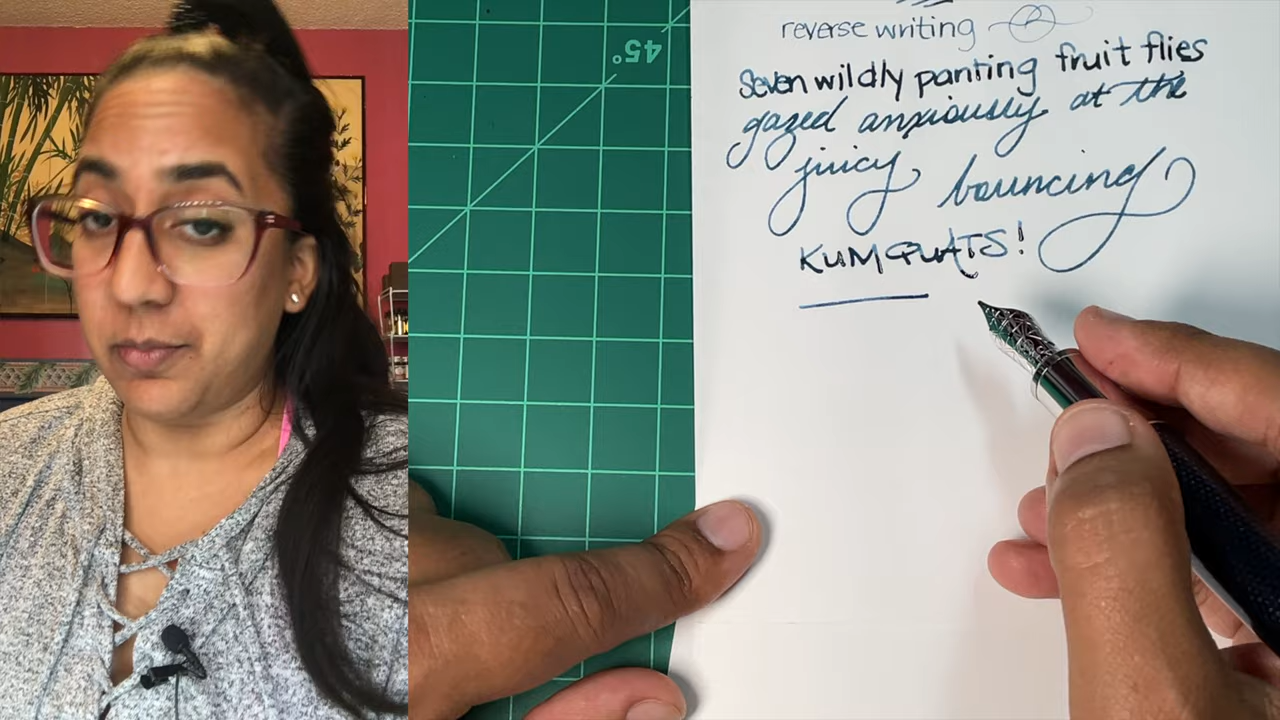 45°
reverse writing
Seven wildly panting fruit flies
gazed anxiously at the
juicy bouncing
KUMQUATS!